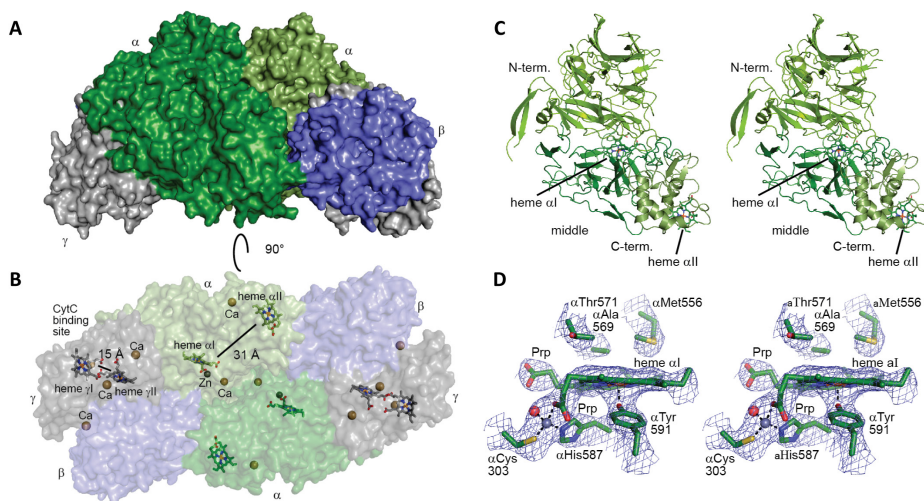 A
α
α
β
γ
90°
B
α
heme αII
Ca
CytC
binding
site
Ca
heme αI
31 Å
15 Å
Zn
heme γI
heme γII
Ca
Ca
γ
Ca
β
β
γ
α
C
N-term.
N-term.
heme αI
heme αI
middle
middle
C-term.
C-term.
heme αII
heme αII
D
αThr571
αMet556
αAla
569
heme αI
Prp
Prp
αTyr
591
αCys
303
αHis587
aThr571
aMet556
αAla
569
heme aI
Prp
Prp
αTyr
591
αCys
303
aHis587